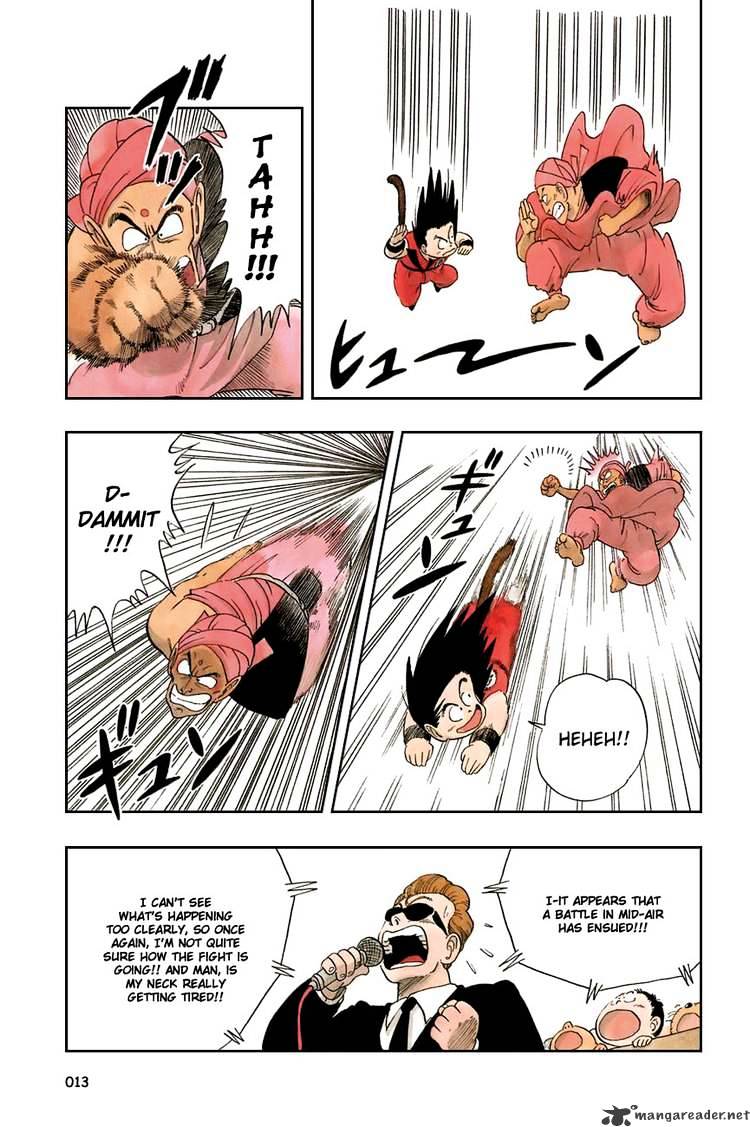 ヒューーン
ブッ
TAHH!!!
ギュン
HEHEH!!
D-
DAMMIT
!!!
ギュン
I-IT APPEARS THAT
A BATTLE IN MID-AIR
HAS ENSUED!!!
I CAN'T SEE
WHAT'S HAPPENING
TOO CLEARLY, SO ONCE
AGAIN, I'M NOT QUITE
SURE HOW THE FIGHT IS
GOING!! AND MAN, IS
MY NECK REALLY
GETTING TIRED!!
013
mangareader.net